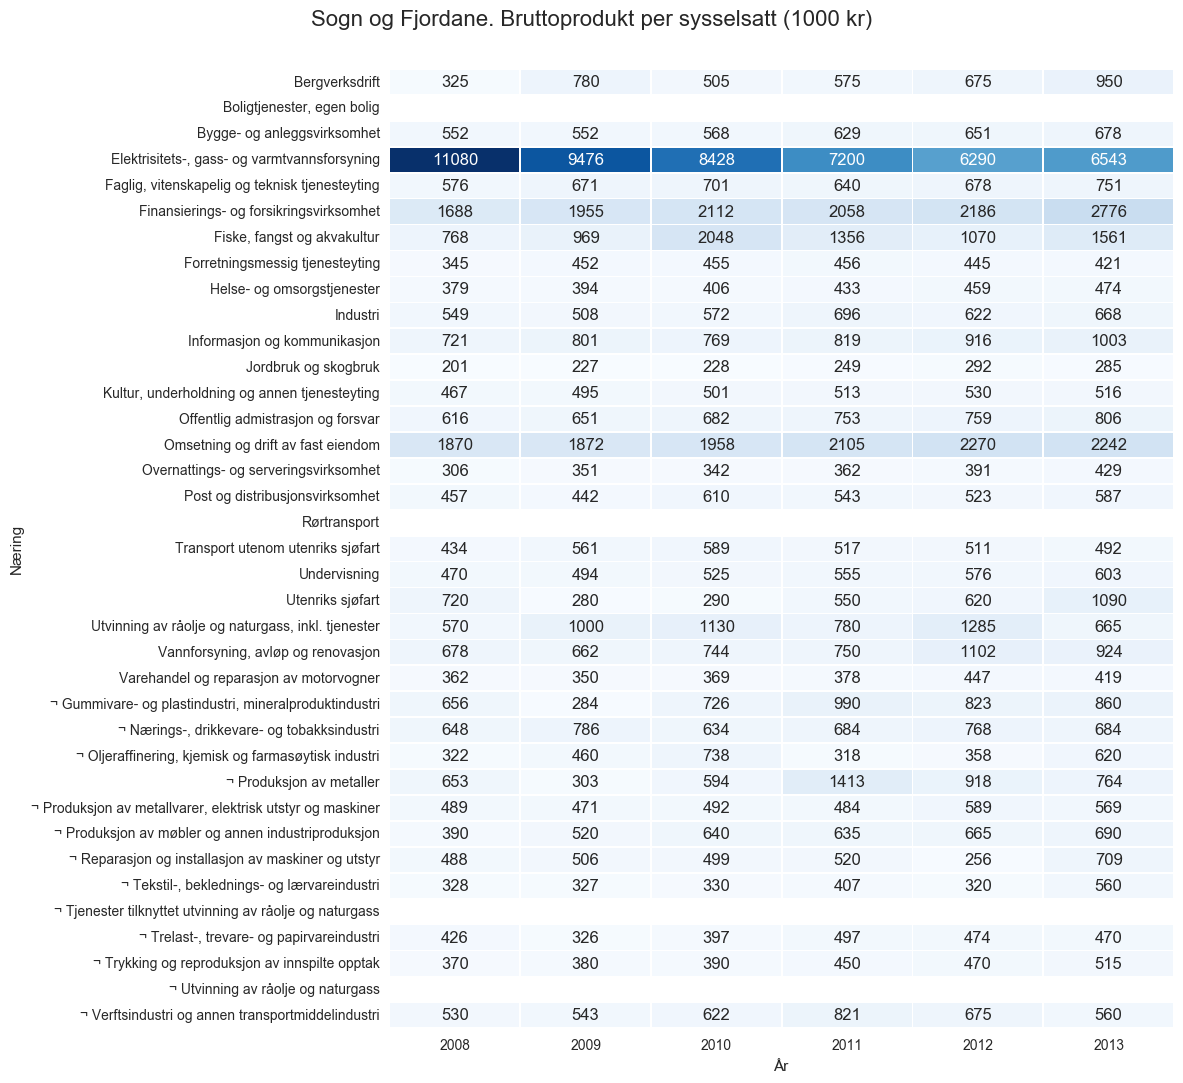 Sogn og Fjordane. Bruttoprodukt per sysselsatt (1000 kr)
Bergverksdrift 325 780 505 575 675 950
Boligtjenester, egen bolig
Bygge- og anleggsvirksomhet 552 552 568 629 651 678
Elektrisitets-, gass- og varmtvannsforsyning 11080 9476 8428 7200 6290 6543
Faglig, vitenskapelig og teknisk tjenesteyting 576 671 701 640 678 751
Finansierings- og forsikringsvirksomhet 1688 1955 2112 2058 2186 2776
Fiske, fangst og akvakultur 768 969 2048 1356 1070 1561
Forretningsmessig tjenesteyting 345 452 455 456 445 421
Helse- og omsorgstjenester 379 394 406 433 459 474
Industri 549 508 572 696 622 668
Informasjon og kommunikasjon 721 801 769 819 916 1003
Jordbruk og skogbruk 201 227 228 249 292 285
Kultur, underholdning og annen tjenesteyting 467 495 501 513 530 516
Offentlig admistrasjon og forsvar 616 651 682 753 759 806
Omsetning og drift av fast eiendom 1870 1872 1958 2105 2270 2242
Overnattings- og serveringsvirksomhet 306 351 342 362 391 429
Post og distribusjonsvirksomhet 457 442 610 543 523 587
Rørtransport
Transport utenom utenriks sjøfart 434 561 589 517 511 492
Undervisning 470 494 525 555 576 603
Utenriks sjøfart 720 280 290 550 620 1090
Utvinning av råolje og naturgass, inkl. tjenester 570 1000 1130 780 1285 665
Vannforsyning, avløp og renovasjon 678 662 744 750 1102 924
Varehandel og reparasjon av motorvogner 362 350 369 378 447 419
¬ Gummivare- og plastindustri, mineralproduktindustri 656 284 726 990 823 860
¬ Nærings-, drikkevare- og tobakksindustri 648 786 634 684 768 684
¬ Oljeraffinering, kjemisk og farmasøytisk industri 322 460 738 318 358 620
¬ Produksjon av metaller 653 303 594 1413 918 764
¬ Produksjon av metallvarer, elektrisk utstyr og maskiner 489 471 492 484 589 569
¬ Produksjon av møbler og annen industriproduksjon 390 520 640 635 665 690
¬ Reparasjon og installasjon av maskiner og utstyr 488 506 499 520 256 709
¬ Tekstil-, beklednings- og lærvareindustri 328 327 330 407 320 560
¬ Tjenester tilknyttet utvinning av råolje og naturgass
¬ Trelast-, trevare- og papirvareindustri 426 326 397 497 474 470
¬ Trykking og reproduksjon av innspilte opptak 370 380 390 450 470 515
¬ Utvinning av råolje og naturgass
¬ Verftsindustri og annen transportmiddelindustri 530 543 622 821 675 560
2008 2009 2010 2011 2012 2013
År
Næring